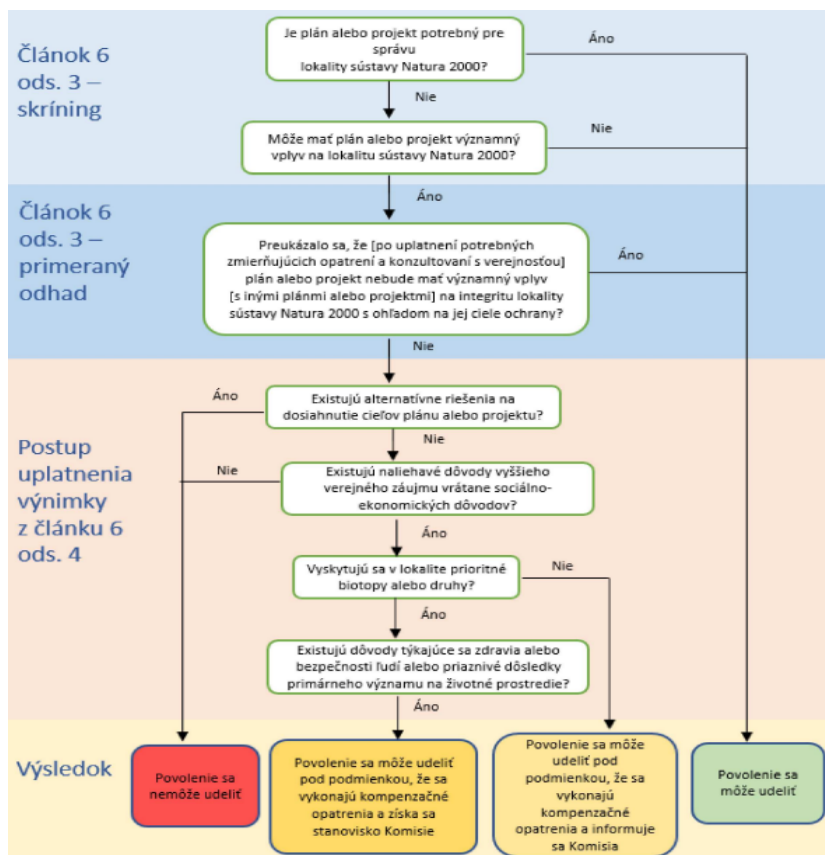 Článok 6
ods. 3 –
skríning
Je plán alebo projekt potrebný pre
správu
lokality sústavy Natura 2000?
Áno
Nie
Môže mať plán alebo projekt významný
vplyv na lokalitu sústavy Natura 2000?
Nie
Áno
Článok 6
ods. 3 –
primeraný
odhad
Preukázalo sa, že [po uplatnení potrebných
zmierňujúcich opatrení a konzultovaní s verejnosťou]
plán alebo projekt nebude mať významný vplyv
[s inými plánmi alebo projektmi] na integritu lokality
sústavy Natura 2000 s ohľadom na jej ciele ochrany?
Áno
Nie
Postup
uplatnenia
výnimky
z článku 6
ods. 4
Existujú alternatívne riešenia na
dosiahnutie cieľov plánu alebo projektu?
Áno
Nie
Existujú naliehavé dôvody vyššieho
verejného záujmu vrátane sociálno-
ekonomických dôvodov?
Nie
Áno
Vyskytujú sa v lokalite prioritné
biotopy alebo druhy?
Nie
Áno
Existujú dôvody týkajúce sa zdravia alebo
bezpečnosti ľudí alebo priaznivé dôsledky
primárneho významu na životné prostredie?
Áno
Výsledok
Povolenie sa
nemôže udeliť
Povolenie sa môže udeliť
pod podmienkou, že sa
vykonajú kompenzačné
opatrenia a získa sa
stanovisko Komisie
Povolenie sa môže
udeliť pod
podmienkou, že sa
vykonajú
kompenzačné
opatrenia a informuje
sa Komisia
Povolenie sa
môže udeliť